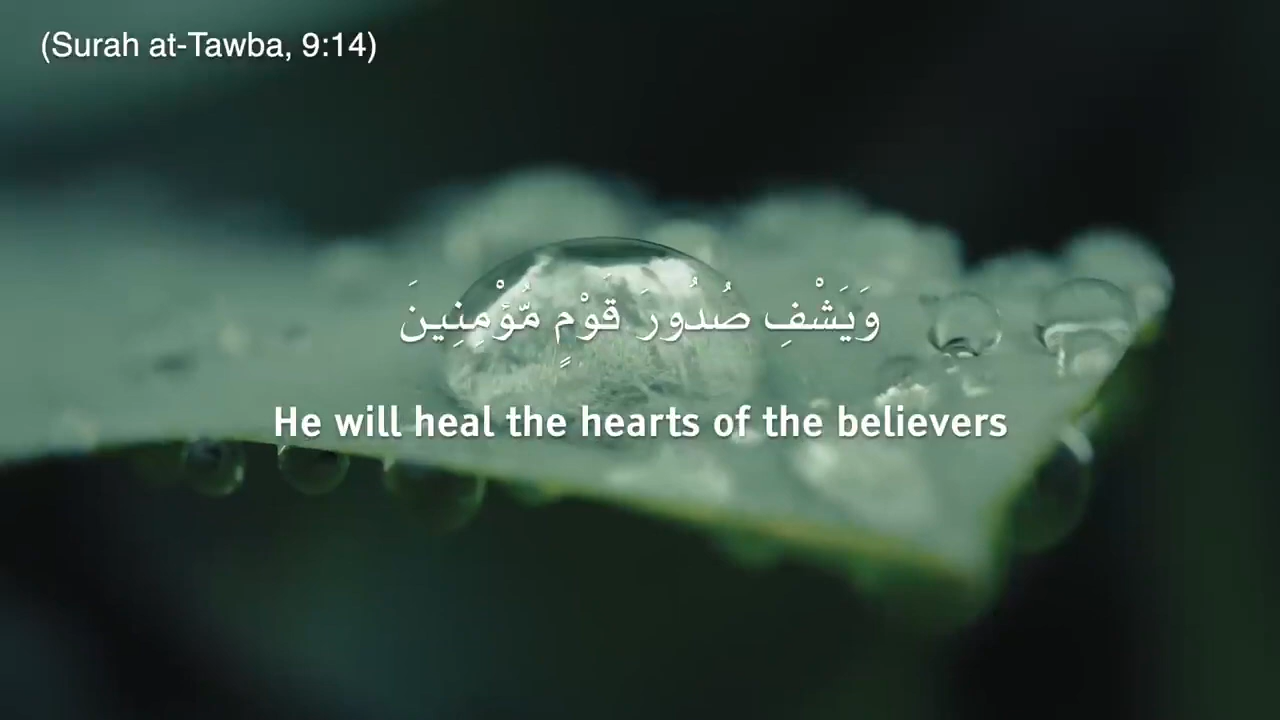 (Surah at-Tawba, 9:14)
وَيَشْفِ صُدُورَ قَوْمٍ مُّؤْمِنِينَ
He will heal the hearts of the believers